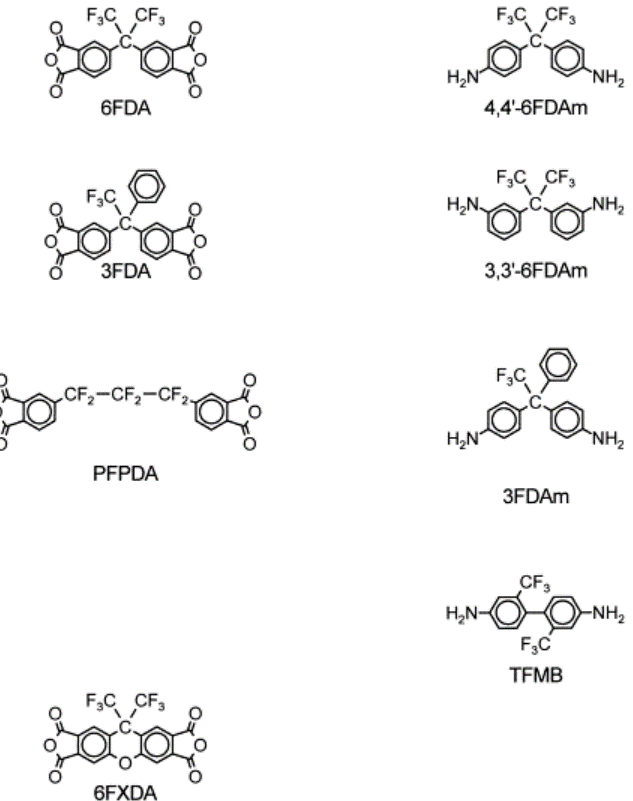 F3C CF3
O O
O C O
O O
6FDA
F3C CF3
C
H2N NH2
4,4'-6FDAm
F3C
O O
O C O
O O
3FDA
F3C CF3
H2N C NH2
3,3'-6FDAm
O CF2—CF2—CF2 O
O O
O O
PFPDA
F3C
C
H2N NH2
3FDAm
CF3
H2N NH2
F3C
TFMB
F3C CF3
O O
O C O
O O O
6FXDA